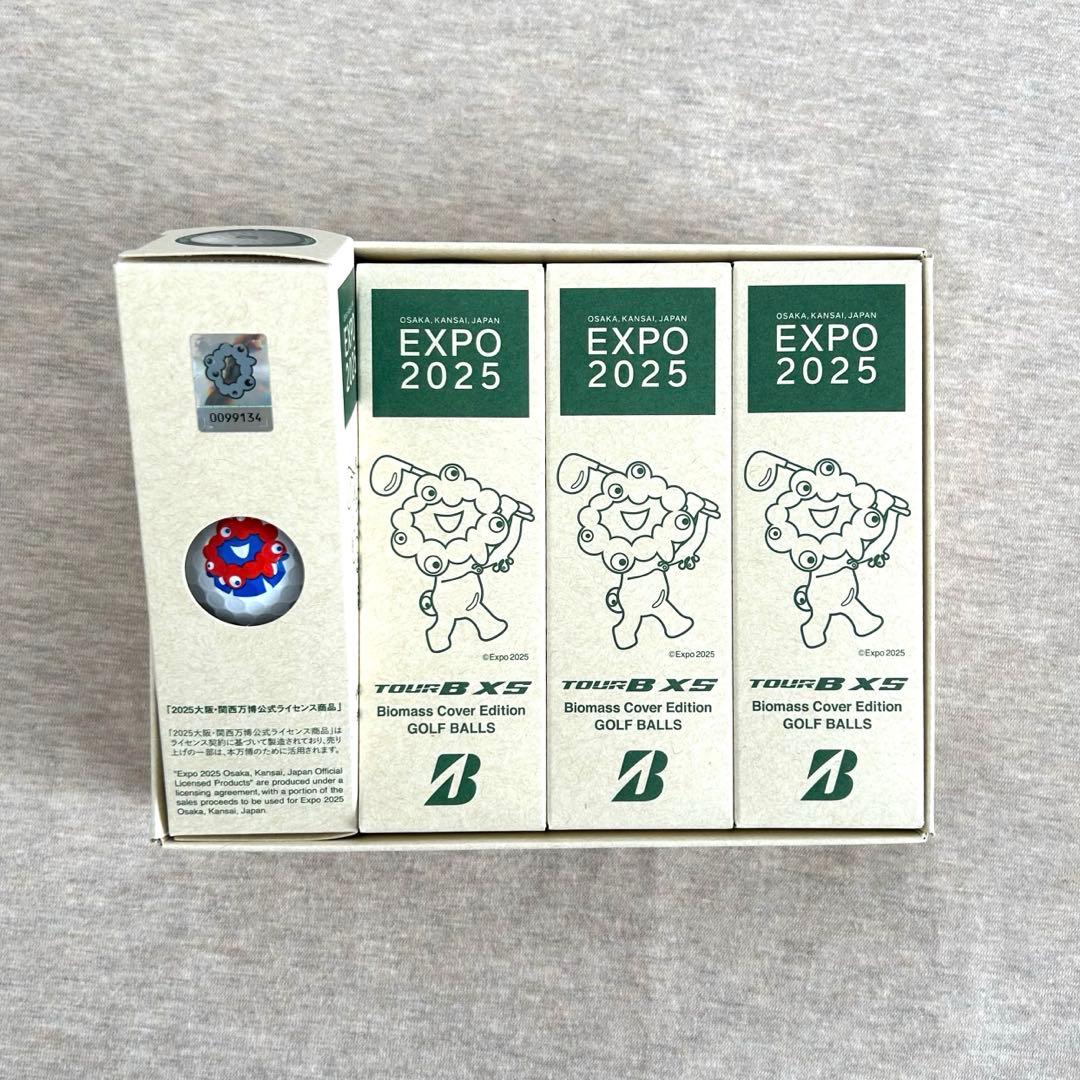 0099134
「2025大阪・関西万博公式ライセンス商品」
「2025大阪・関西万博公式ライセンス商品」は
ライセンス契約に基づいて製造されており、売り
上げの一部は、本万博のために活用されます。
"Expo 2025 Osaka, Kansai, Japan Official
Licensed Products" are produced under a
licensing agreement, with a portion of the
sales proceeds to be used for Expo 2025
Osaka, Kansai, Japan.
EXPO
OSAKA, KANSAI, JAPAN
EXPO
2025
©Expo 2025
TOUR B XS
Biomass Cover Edition
GOLF BALLS
B
OSAKA, KANSAI, JAPAN
EXPO
2025
©Expo 2025
TOUR B XS
Biomass Cover Edition
GOLF BALLS
B
OSAKA, KANSAI, JAPAN
EXPO
2025
©Expo 2025
TOUR B XS
Biomass Cover Edition
GOLF BALLS
B